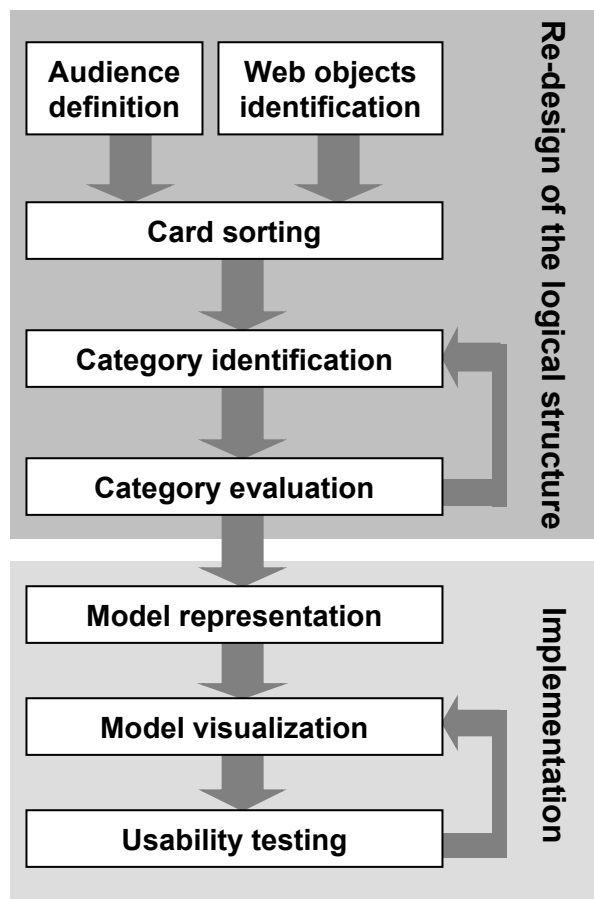 Audience
definition
Web objects
identification
Card sorting
Category identification
Category evaluation
Re-design of the logical structure
Model representation
Model visualization
Usability testing
Implementation